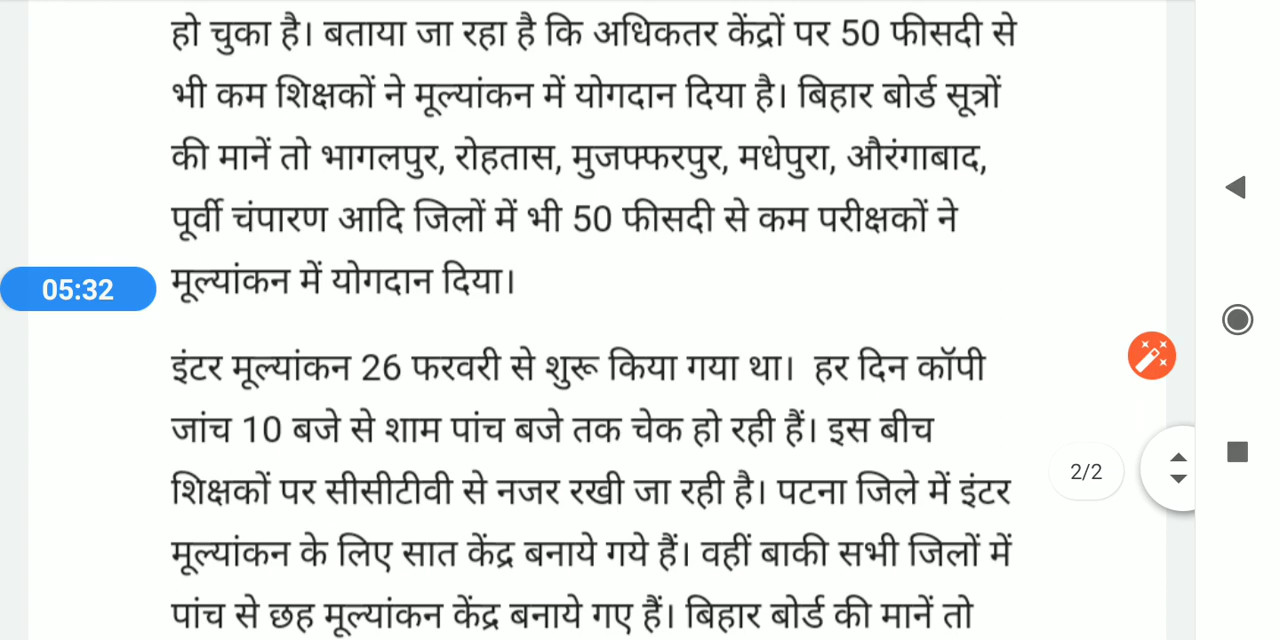 हो चुका है। बताया जा रहा है कि अधिकतर केंद्रों पर 50 फीसदी से
भी कम शिक्षकों ने मूल्यांकन में योगदान दिया है। बिहार बोर्ड सूत्रों
की मानें तो भागलपुर, रोहतास, मुजफ्फरपुर, मधेपुरा, औरंगाबाद,
पूर्वी चंपारण आदि जिलों में भी 50 फीसदी से कम परीक्षकों ने
मूल्यांकन में योगदान दिया।
05:32
इंटर मूल्यांकन 26 फरवरी से शुरू किया गया था। हर दिन कॉपी
जांच 10 बजे से शाम पांच बजे तक चेक हो रही हैं। इस बीच
शिक्षकों पर सीसीटीवी से नजर रखी जा रही है। पटना जिले में इंटर
2/2
मूल्यांकन के लिए सात केंद्र बनाये गये हैं। वहीं बाकी सभी जिलों में
पांच से छह मूल्यांकन केंद्र बनाये गए हैं। बिहार बोर्ड की मानें तो